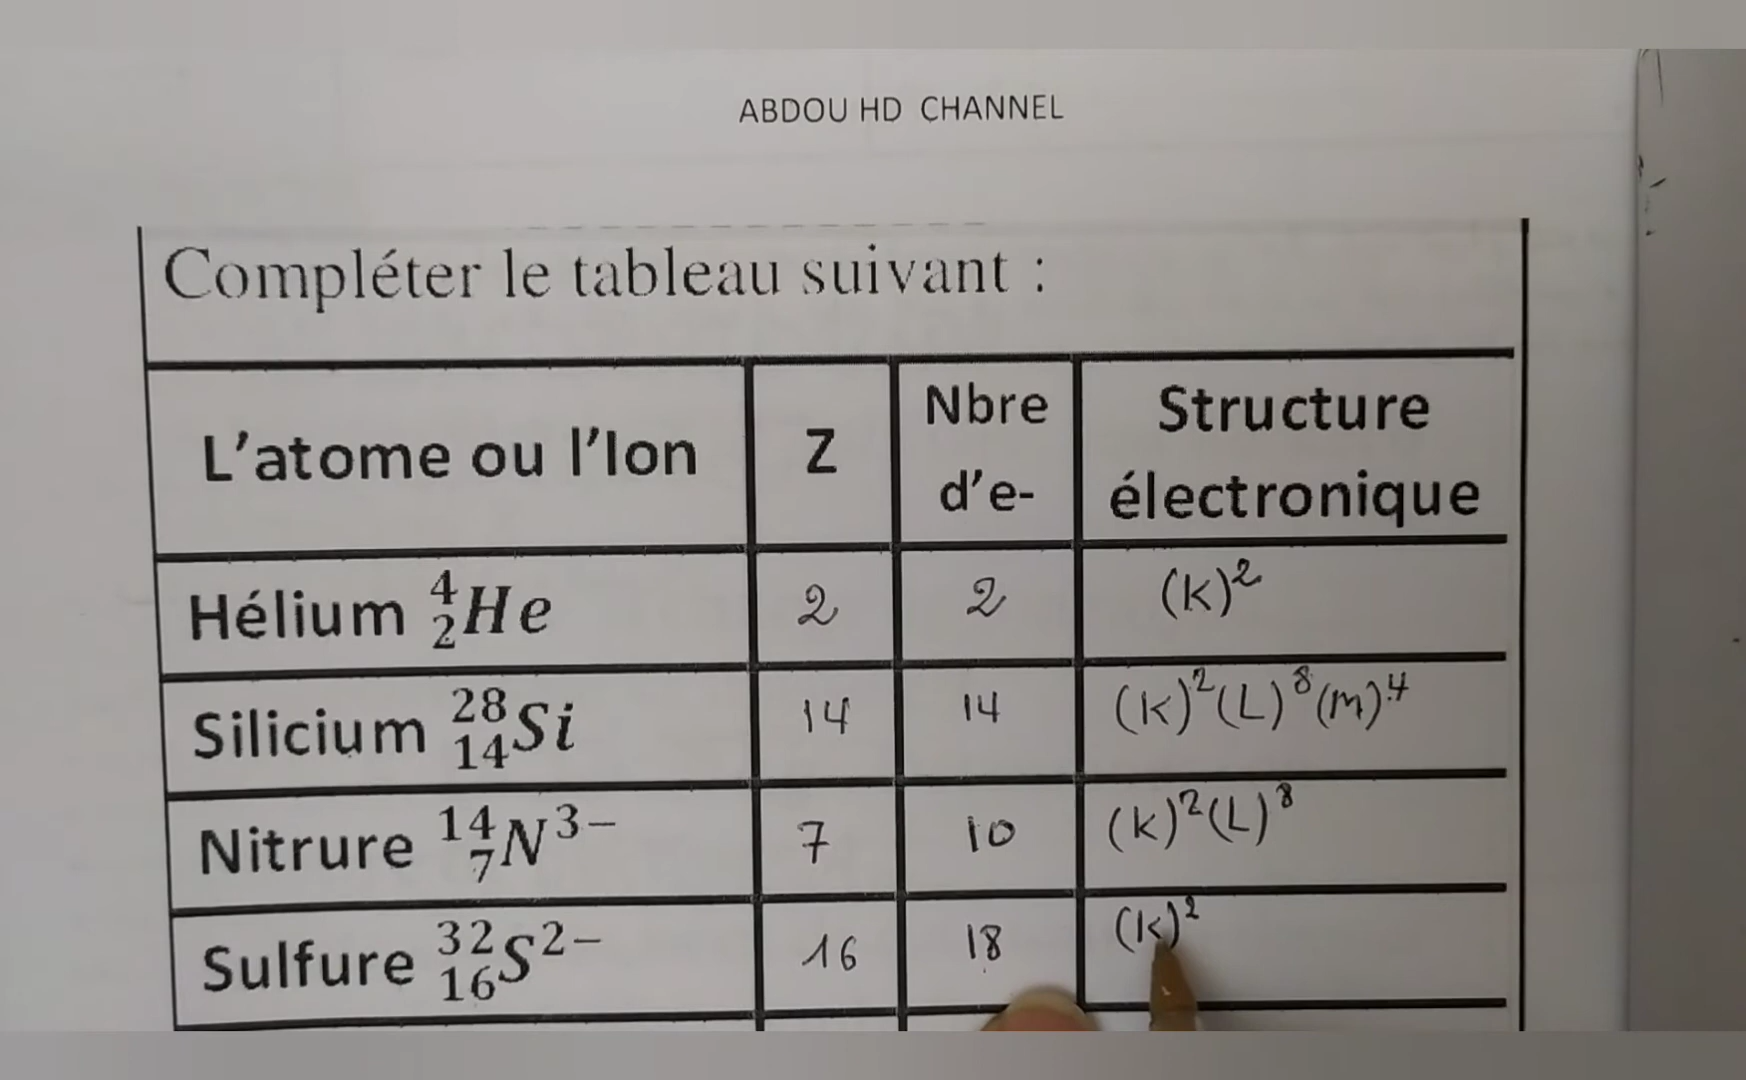 ABDOU HD CHANNEL
Compléter le tableau suivant :
L'atome ou l'Ion Z Nbre d'e- Structure électronique
Hélium ⁴₂He 2 2 (K)²
Silicium ²⁸₁₄Si 14 14 (K)²(L)⁸(M)⁴
Nitrure ¹⁴₇N³⁻ 7 10 (K)²(L)⁸
Sulfure ³²₁₆S²⁻ 16 18 (K)²